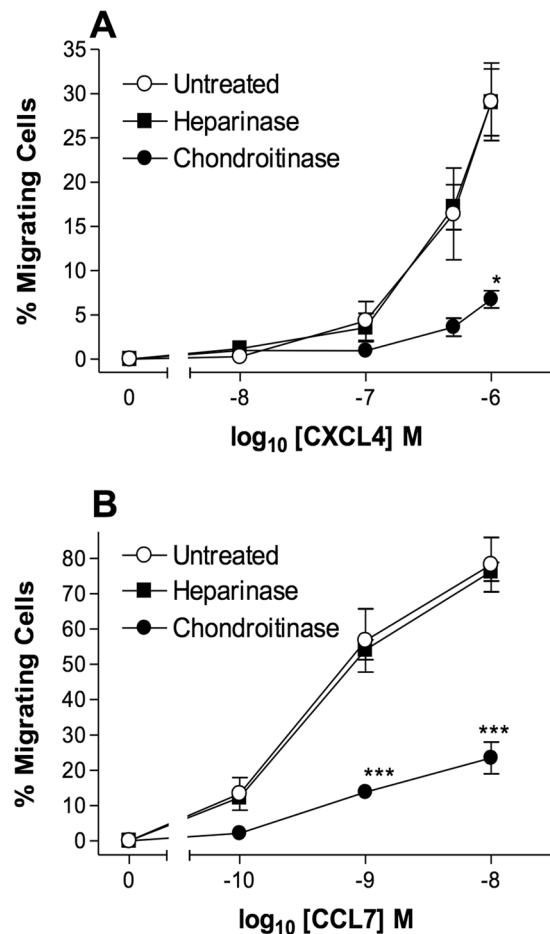 A
35
30
25
20
15
10
5
0
% Migrating Cells
Untreated
Heparinase
Chondroitinase
*
0 -8 -7 -6
log10 [CXCL4] M
B
80
70
60
50
40
30
20
10
0
% Migrating Cells
Untreated
Heparinase
Chondroitinase
***
***
0 -10 -9 -8
log10 [CCL7] M